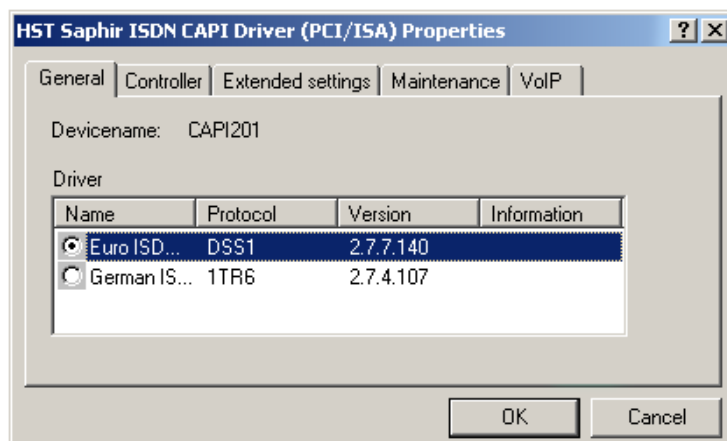 HST Saphir ISDN CAPI Driver (PCI/ISA) Properties
General Controller Extended settings Maintenance VoIP
Devicename: CAPI201
Driver
Name Protocol Version Information
Euro ISD... DSS1 2.7.7.140
German IS... 1TR6 2.7.4.107
OK Cancel